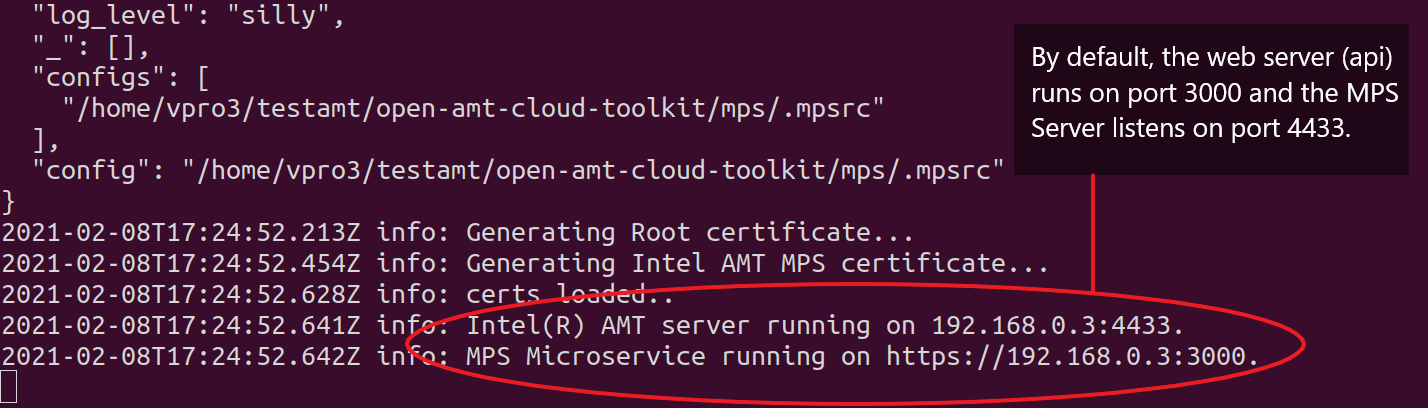 "log_level": "silly",
"_": [],
"configs": [
"/home/vpro3/testamt/open-amt-cloud-toolkit/mps/.mpsrc"
],
"config": "/home/vpro3/testamt/open-amt-cloud-toolkit/mps/.mpsrc"
}
2021-02-08T17:24:52.213Z info: Generating Root certificate...
2021-02-08T17:24:52.454Z info: Generating Intel AMT MPS certificate...
2021-02-08T17:24:52.628Z info: certs loaded..
2021-02-08T17:24:52.641Z info: Intel(R) AMT server running on 192.168.0.3:4433.
2021-02-08T17:24:52.642Z info: MPS Microservice running on https://192.168.0.3:3000.
By default, the web server (api)
runs on port 3000 and the MPS
Server listens on port 4433.